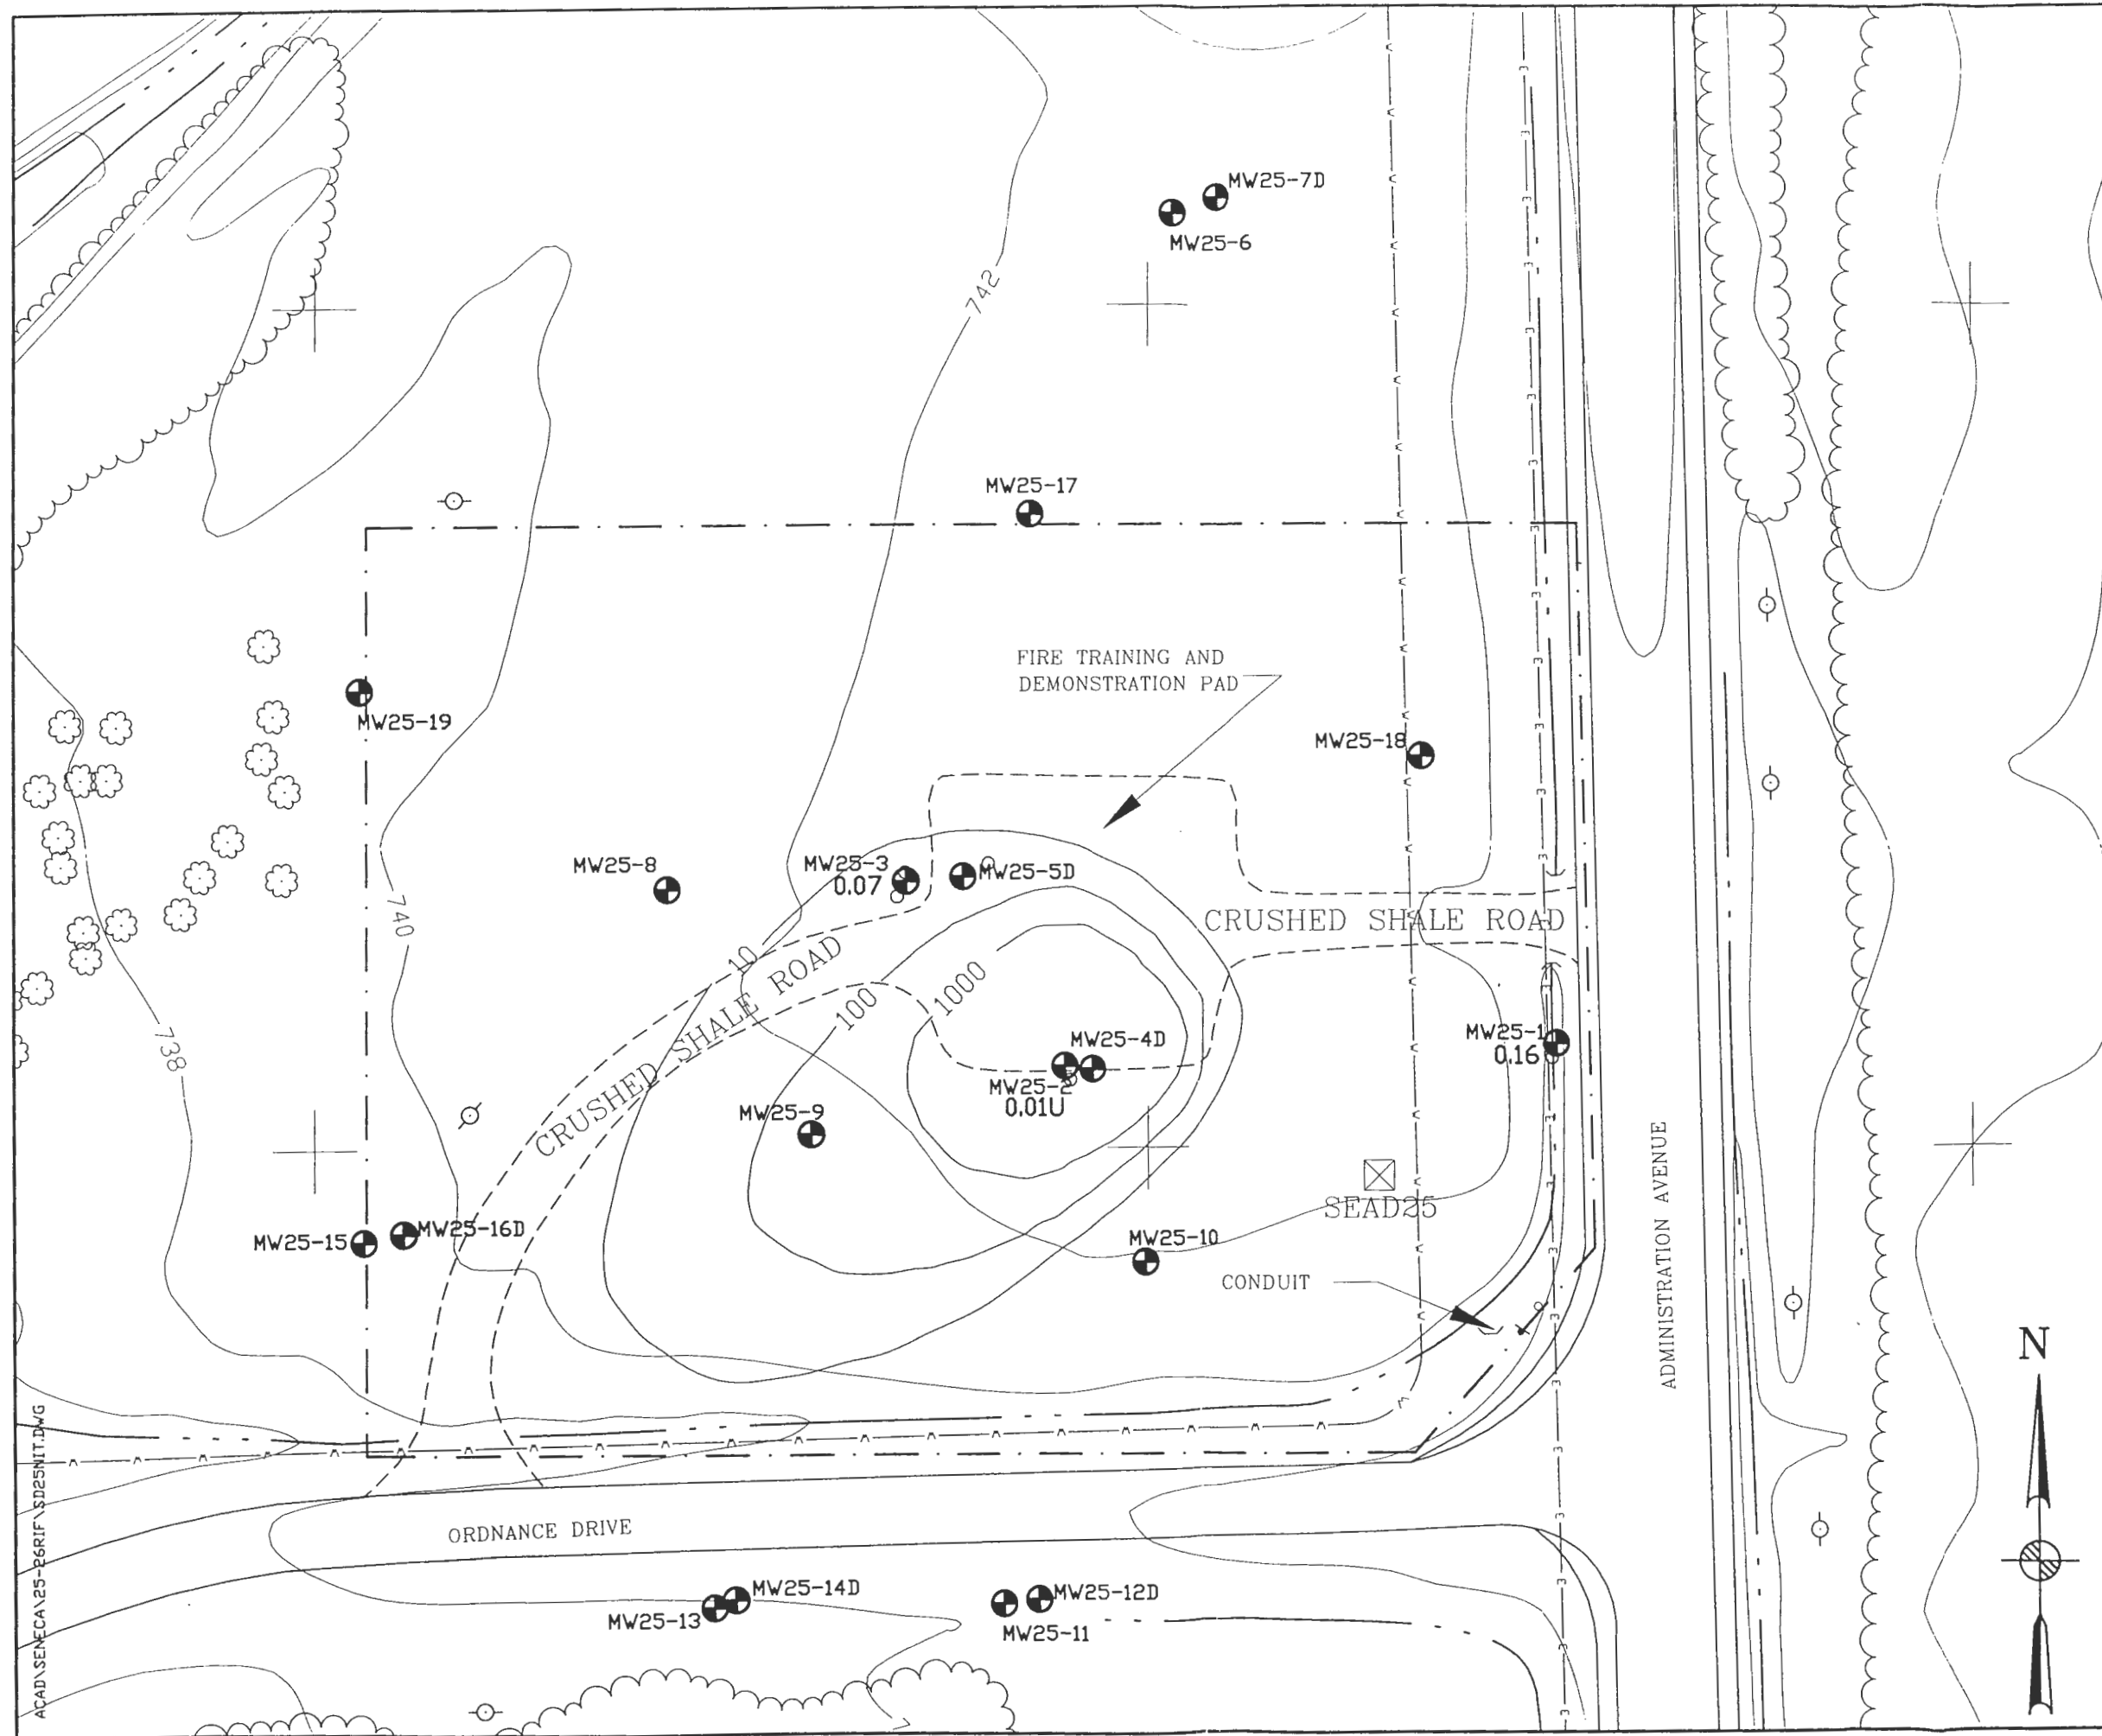 MW25-7D
MW25-6
742
MW25-17
FIRE TRAINING AND
DEMONSTRATION PAD
MW25-19
MW25-18
MW25-8
MW25-3
0.07
MW25-5D
740
CRUSHED SHALE ROAD
10
CRUSHED SHALE ROAD
100
1000
738
MW25-4D
MW25-2
0.01U
MW25-1
0.16
MW25-9
SEAD25
MW25-15
MW25-16D
MW25-10
CONDUIT
ADMINISTRATION AVENUE
N
ORDNANCE DRIVE
MW25-14D
MW25-13
MW25-12D
MW25-11
ACAD\SENECA\25-26RIF\SD25NIT.DWG